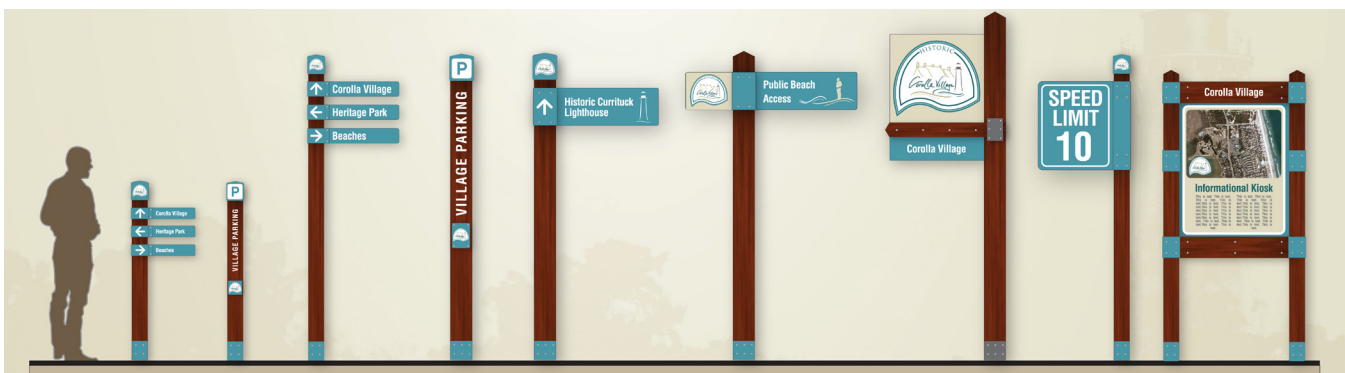 Corolla Village
Heritage Park
Beaches
P
VILLAGE PARKING
Corolla Village
Heritage Park
Beaches
P
VILLAGE PARKING
Historic Currituck
Lighthouse
Public Beach
Access
HISTORIC
Corolla Village
Corolla Village
SPEED
LIMIT
10
Corolla Village
Informational Kiosk